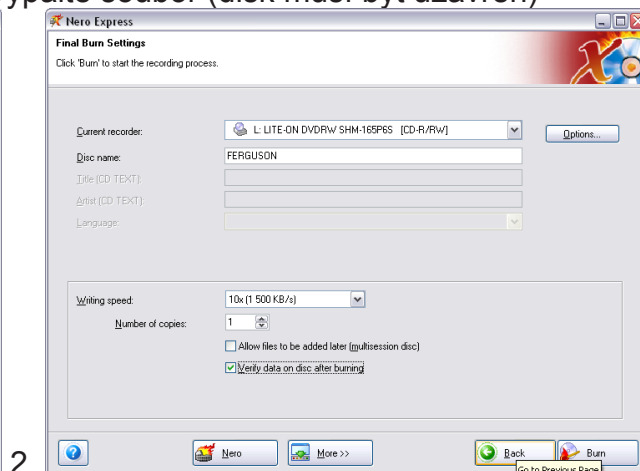 vypalte soubor (disk musí být uzavřen)
Nero Express
Final Burn Settings
Click 'Burn' to start the recording process.
Current recorder: L: LITE-ON DVDRW SHM-165P6S [CD-R/RW] Options...
Disc name: FERGUSON
Title (CD TEXT):
Artist (CD TEXT):
Language:
Writing speed: 10x (1 500 KB/s)
Number of copies: 1
Allow files to be added later (multisession disc)
Verify data on disc after burning
2 Nero More >> Back Burn
Go to Previous Page